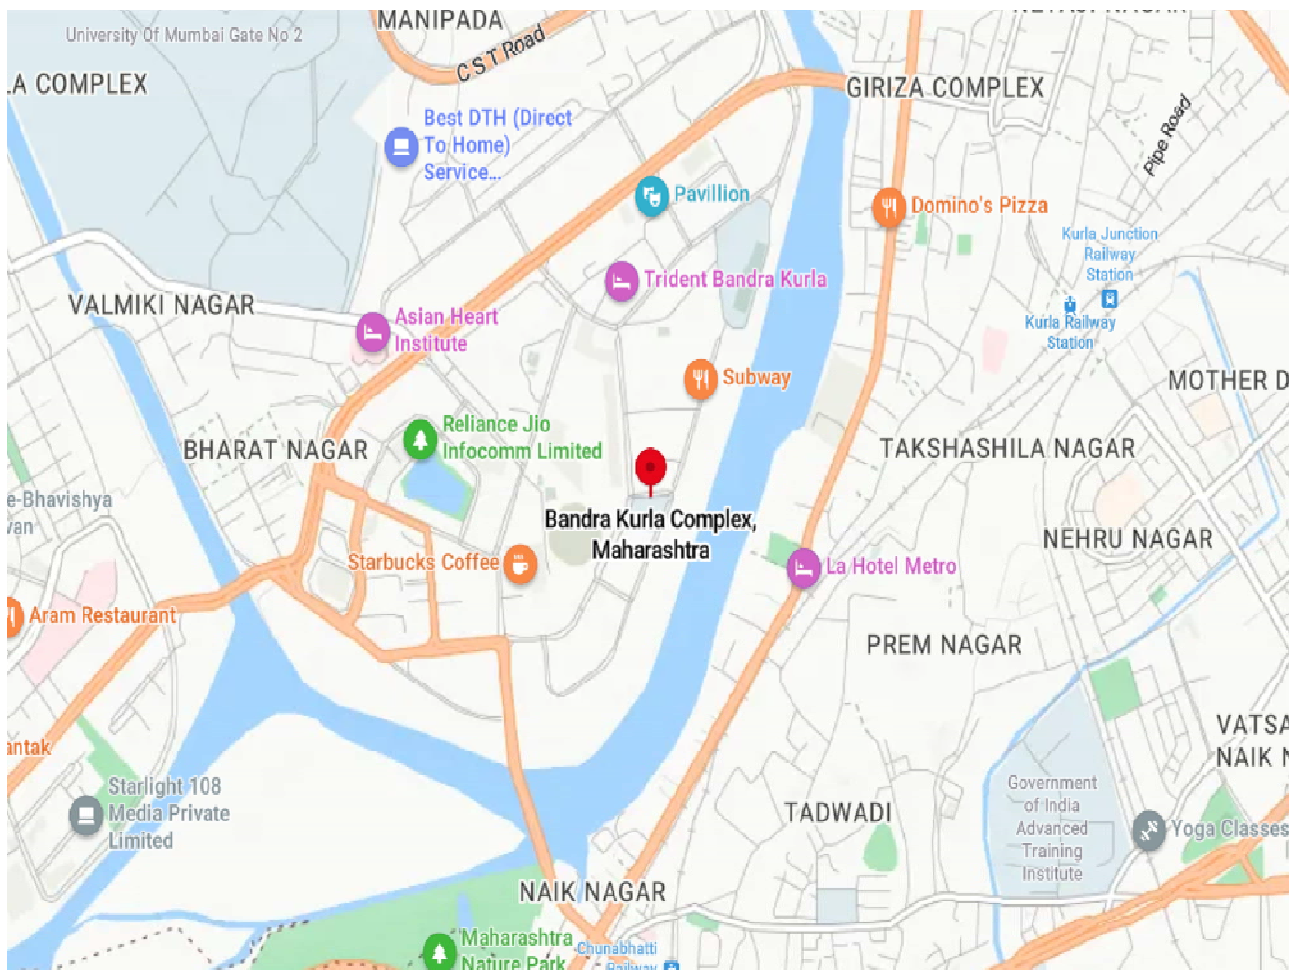 MANIPADA
University Of Mumbai Gate No 2
C S T Road
LA COMPLEX
GIRIZA COMPLEX
Best DTH (Direct
To Home)
Service...
Pipe Road
Pavillion
Domino's Pizza
Kurla Junction
Railway
Station
Trident Bandra Kurla
VALMIKI NAGAR
Asian Heart
Institute
Kurla Railway
Station
Subway
MOTHER D
Reliance Jio
Infocomm Limited
BHARAT NAGAR
TAKSHASHILA NAGAR
e-Bhavishya
wan
Bandra Kurla Complex,
Maharashtra
NEHRU NAGAR
Starbucks Coffee
La Hotel Metro
Aram Restaurant
PREM NAGAR
VATSA
NAIK N
antak
Starlight 108
Media Private
Limited
Government
of India
Advanced
Training
Institute
TADWADI
Yoga Classes
NAIK NAGAR
Maharashtra
Nature Park
Chunabhatti
Railway